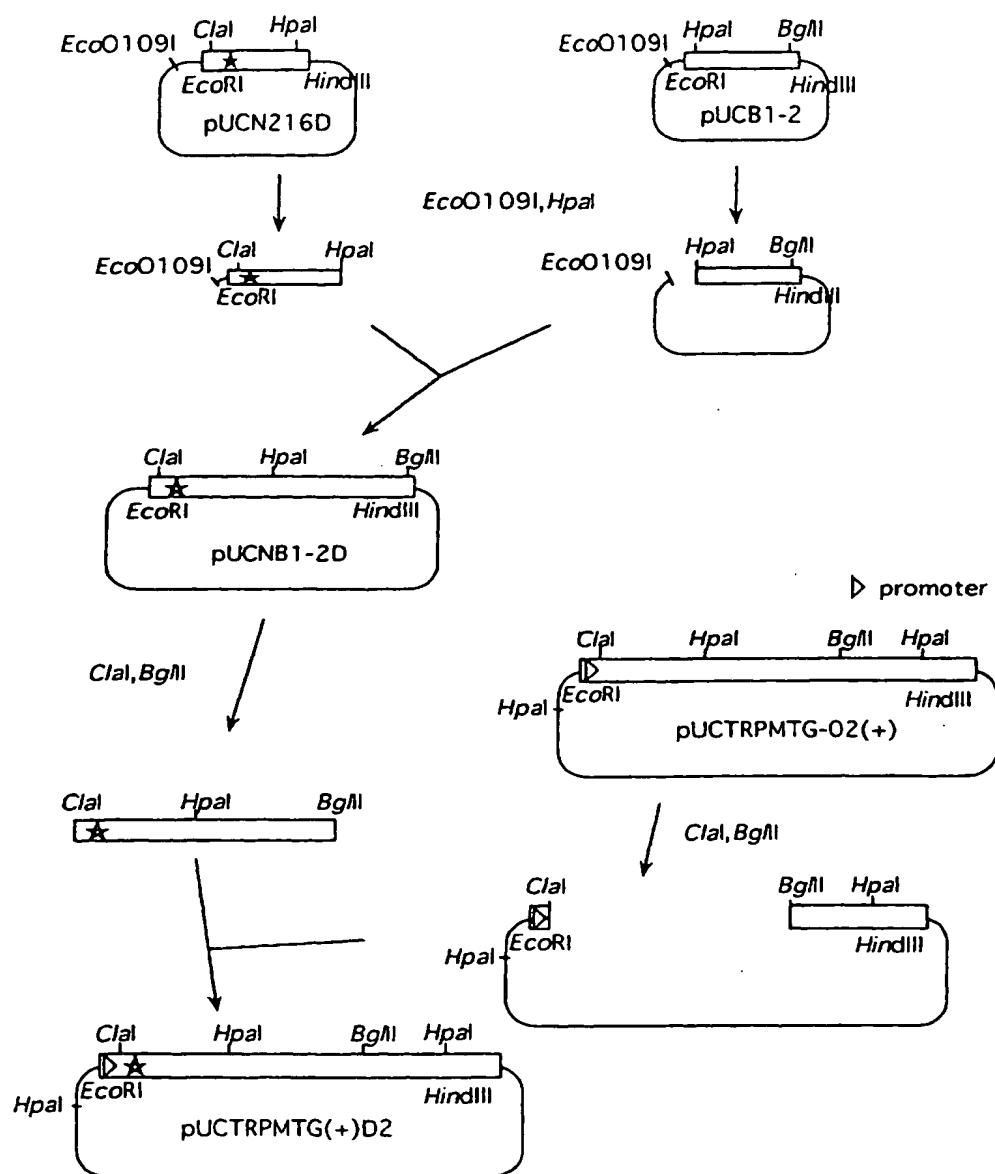 ClaI HpaI
EcoO109I
EcoRI HindIII
pUCN216D
HpaI BglII
EcoO109I
EcoRI HindIII
pUCB1-2
EcoO109I,HpaI
ClaI HpaI
EcoO109I
EcoRI
HpaI BglII
EcoO109I
HindIII
ClaI HpaI BglII
EcoRI HindIII
pUCNB1-2D
promoter
ClaI,BglII
ClaI HpaI BglII HpaI
EcoRI HindIII
HpaI
pUCTRPMTG-02(+)
ClaI HpaI BglII
ClaI,BglII
ClaI BglII HpaI
EcoRI HindIII
HpaI
ClaI HpaI BglII HpaI
EcoRI HindIII
HpaI
pUCTRPMTG(+)D2